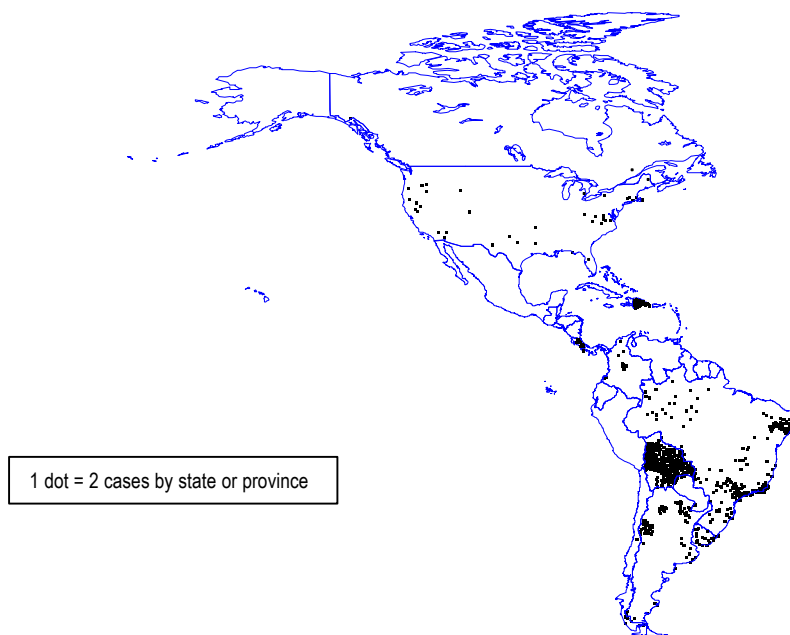 1 dot = 2 cases by state or province